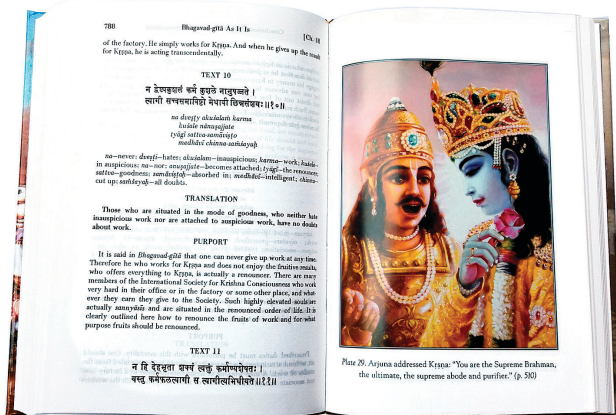 788
Bhagavad-gītā As It Is
[Ch. 18
of the factory. He simply works for Kṛṣṇa. And when he gives up the result
for Kṛṣṇa, he is acting transcendentally.
TEXT 10
न द्वेष्ट्यकुशलं कर्म कुशले नानुषज्जते ।
त्यागी सत्त्वसमाविष्टो मेधावी छिन्नसंशयः ॥१०॥
na dveṣṭy akuśalaṁ karma
kuśale nānuṣajjate
tyāgī sattva-samāviṣṭo
medhāvī chinna-saṁśayaḥ
na—never; dveṣṭi—hates; akuśalam—inauspicious; karma—work; kuśale—
in auspicious; na—nor; anuṣajjate—becomes attached; tyāgī—the renouncer;
sattva—goodness; samāviṣṭaḥ—absorbed in; medhāvī—intelligent; chinna—
cut up; saṁśayaḥ—all doubts.
TRANSLATION
Those who are situated in the mode of goodness, who neither hate
inauspicious work nor are attached to auspicious work, have no doubts
about work.
PURPORT
It is said in Bhagavad-gītā that one can never give up work at any time.
Therefore he who works for Kṛṣṇa and does not enjoy the fruitive results,
who offers everything to Kṛṣṇa, is actually a renouncer. There are many
members of the International Society for Krishna Consciousness who work
very hard in their office or in the factory or some other place, and what-
ever they earn they give to the Society. Such highly elevated souls are
actually sannyāsīs and are situated in the renounced order of life. It is
clearly outlined here how to renounce the fruits of work and for what
purpose fruits should be renounced.
TEXT 11
न हि देहभृता शक्यं त्यक्तुं कर्माण्यशेषतः ।
यस्तु कर्मफलत्यागी स त्यागीत्यभिधीयते ॥११॥
Plate 29. Arjuna addressed Kṛṣṇa: "You are the Supreme Brahman,
the ultimate, the supreme abode and purifier." (p. 510)